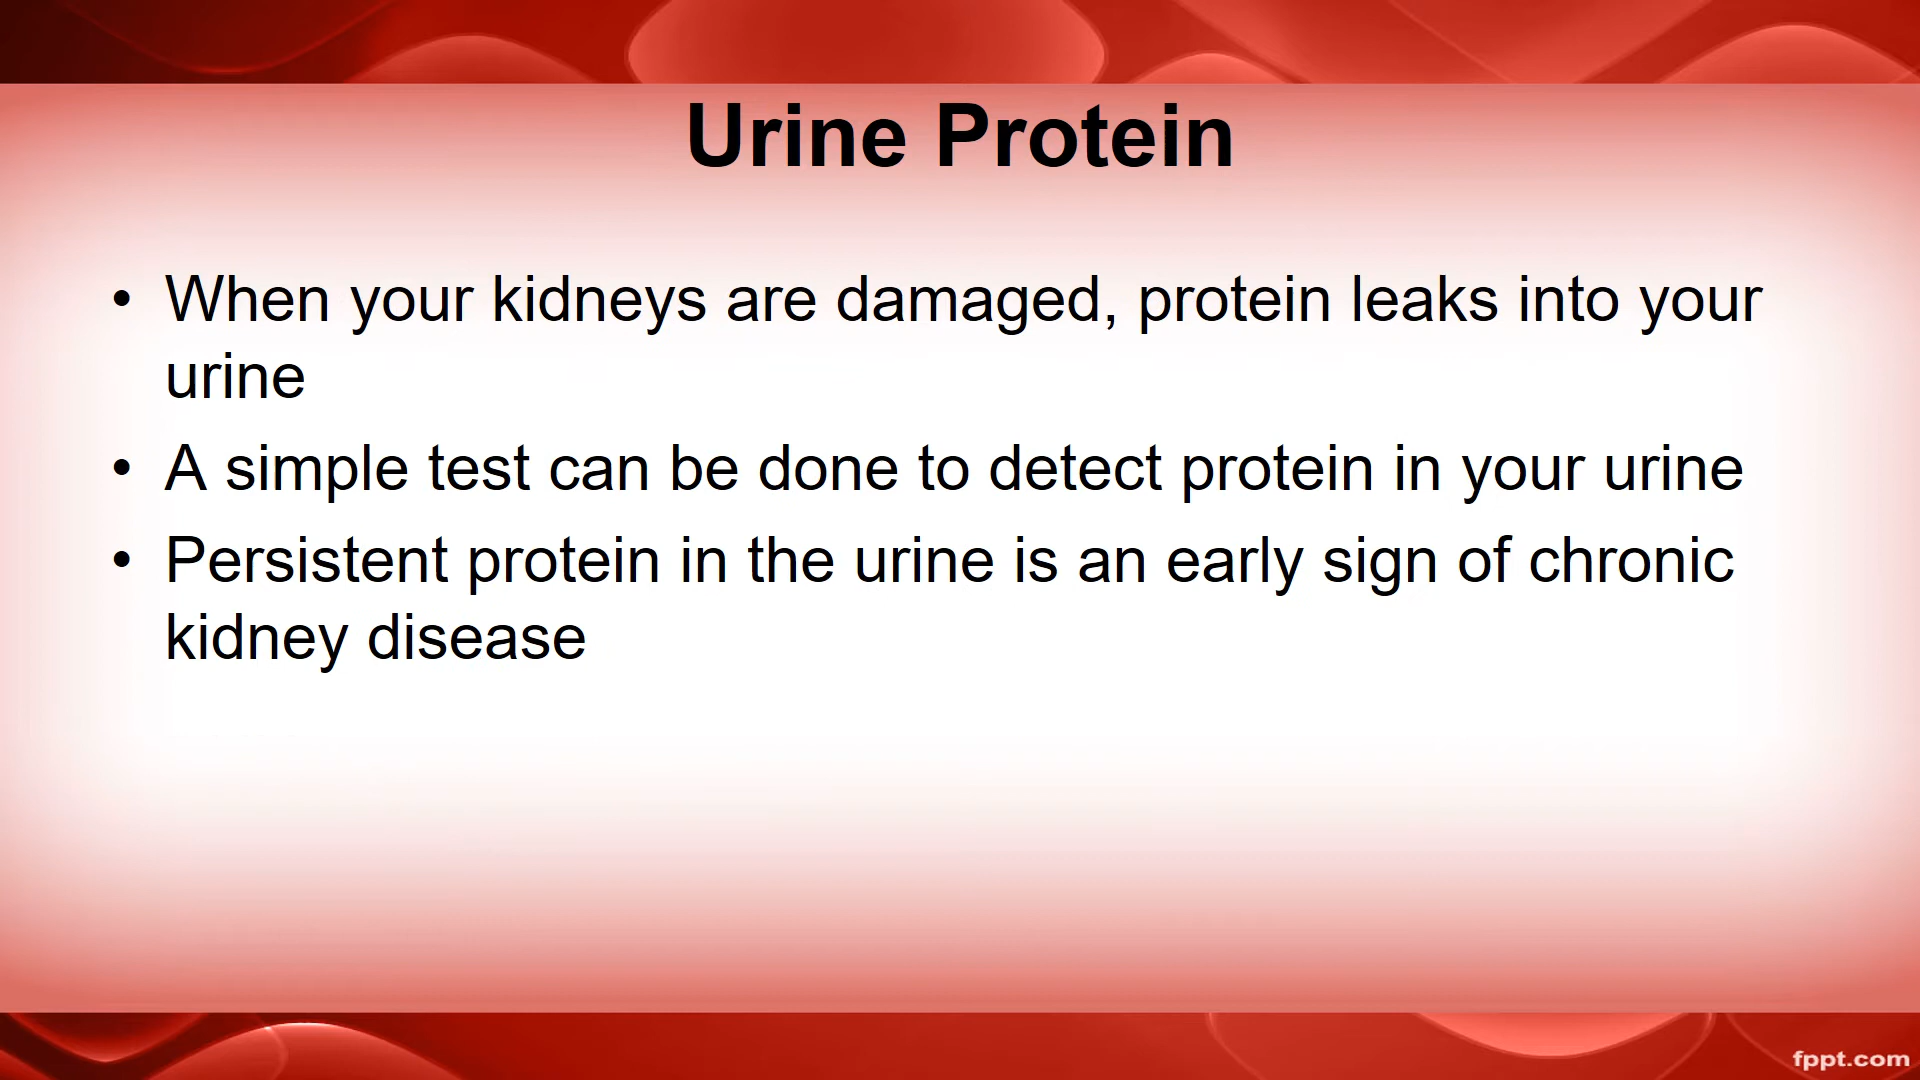 Urine Protein
• When your kidneys are damaged, protein leaks into your
urine
• A simple test can be done to detect protein in your urine
• Persistent protein in the urine is an early sign of chronic
kidney disease
fppt.com